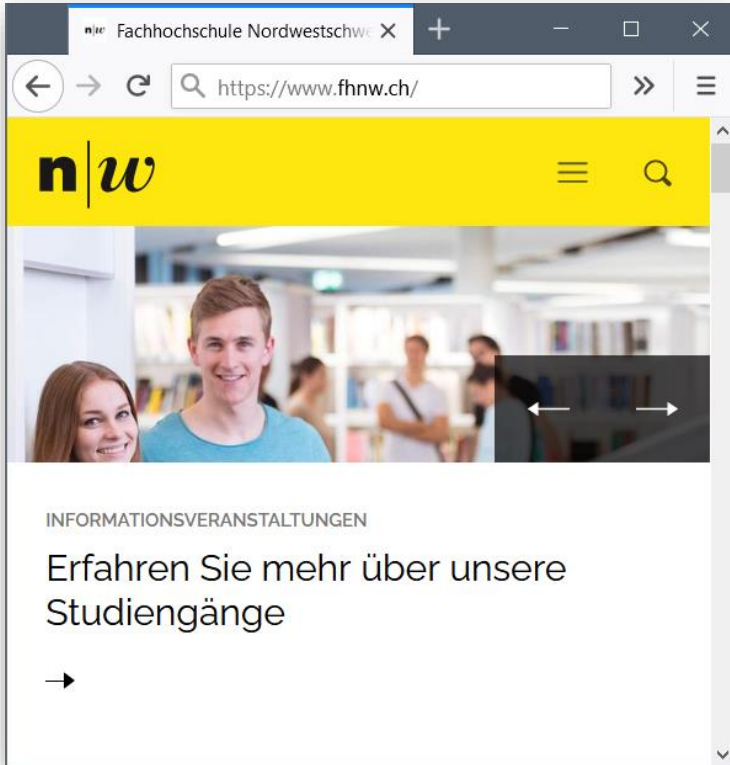 n|w Fachhochschule Nordwestschwe
https://www.fhnw.ch/
n|w
INFORMATIONSVERANSTALTUNGEN
Erfahren Sie mehr über unsere
Studiengänge